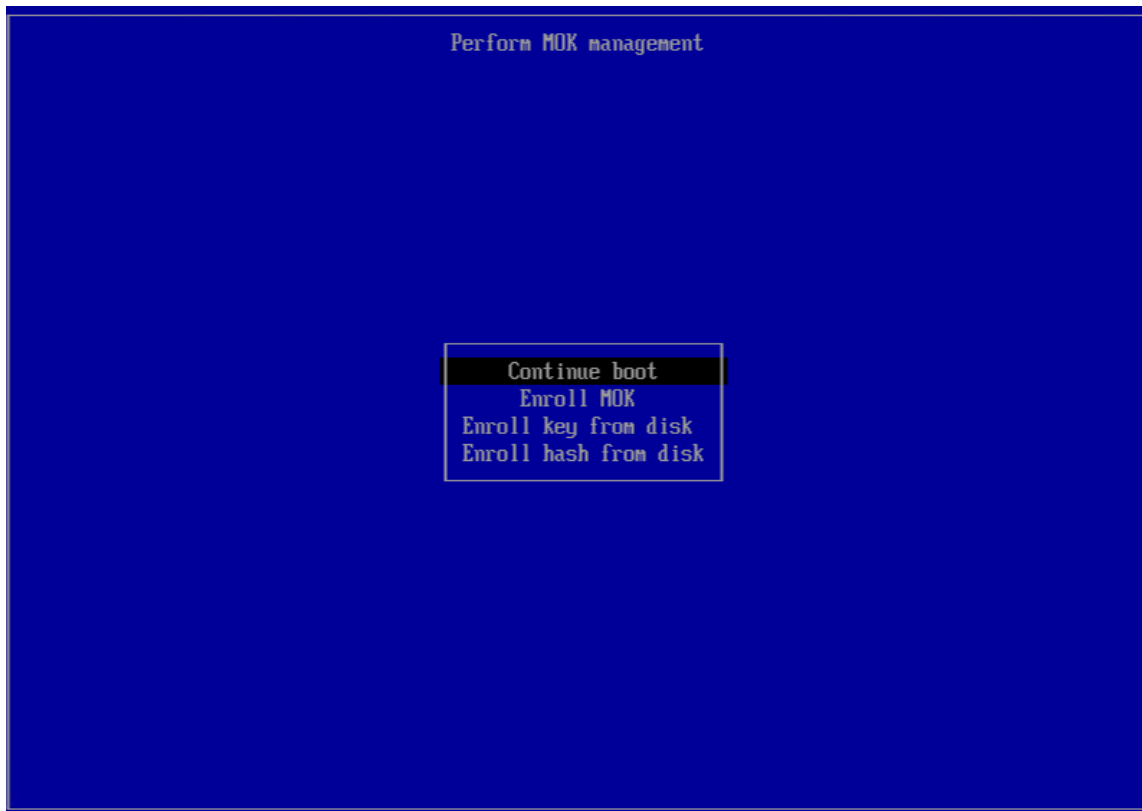 Perform MOK management
Continue boot
Enroll MOK
Enroll key from disk
Enroll hash from disk